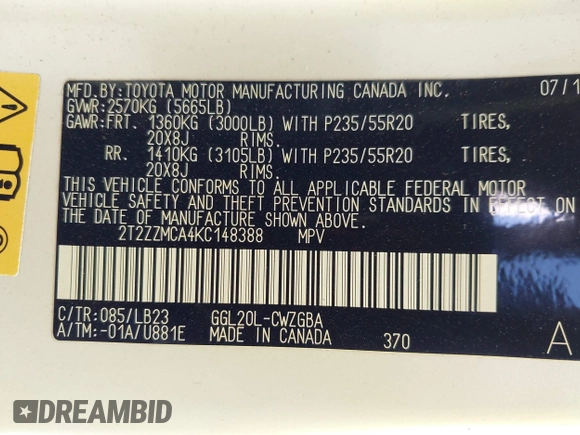 MFD.BY:TOYOTA MOTOR MANUFACTURING CANADA INC. 07/1
GVWR:2570KG (5665LB)
GAWR:FRT. 1360KG (3000LB) WITH P235/55R20 TIRES,
20X8J RIMS.
RR. 1410KG (3105LB) WITH P235/55R20 TIRES,
20X8J RIMS.
THIS VEHICLE CONFORMS TO ALL APPLICABLE FEDERAL MOTOR
VEHICLE SAFETY AND THEFT PREVENTION STANDARDS IN EFFECT ON
THE DATE OF MANUFACTURE SHOWN ABOVE.
2T2ZZMCA4KC148388 MPV
C/TR:085/LB23 GGL20L-CWZGBA
A/TM:-01A/U881E MADE IN CANADA 370 A
DREAMBID